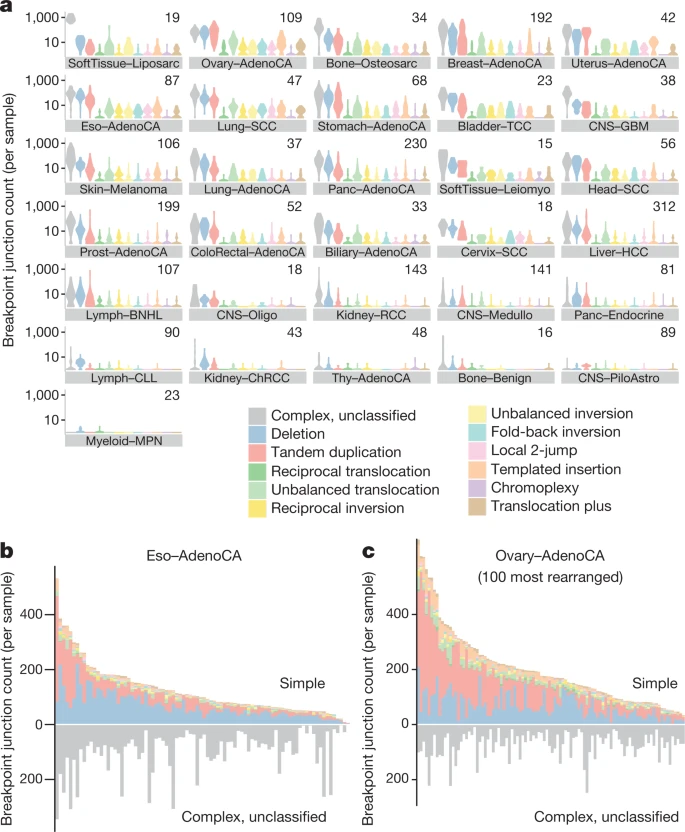 a
Breakpoint junction count (per sample)
1,000
10
19
109
34
192
42
SoftTissue–Liposarc
Ovary–AdenoCA
Bone–Osteosarc
Breast–AdenoCA
Uterus–AdenoCA
1,000
10
87
47
68
23
38
Eso–AdenoCA
Lung–SCC
Stomach–AdenoCA
Bladder–TCC
CNS–GBM
1,000
10
106
37
230
15
56
Skin–Melanoma
Lung–AdenoCA
Panc–AdenoCA
SoftTissue–Leiomyo
Head–SCC
1,000
10
199
52
33
18
312
Prost–AdenoCA
ColoRectal–AdenoCA
Biliary–AdenoCA
Cervix–SCC
Liver–HCC
1,000
10
107
18
143
141
81
Lymph–BNHL
CNS–Oligo
Kidney–RCC
CNS–Medullo
Panc–Endocrine
1,000
10
90
43
48
16
89
Lymph–CLL
Kidney–ChRCC
Thy–AdenoCA
Bone–Benign
CNS–PiloAstro
1,000
10
23
Myeloid–MPN
Complex, unclassified
Deletion
Tandem duplication
Reciprocal translocation
Unbalanced translocation
Reciprocal inversion
Unbalanced inversion
Fold-back inversion
Local 2-jump
Templated insertion
Chromoplexy
Translocation plus
b
Eso–AdenoCA
Breakpoint junction count (per sample)
400
200
0
200
Simple
Complex, unclassified
c
Ovary–AdenoCA
(100 most rearranged)
Breakpoint junction count (per sample)
400
200
0
200
Simple
Complex, unclassified